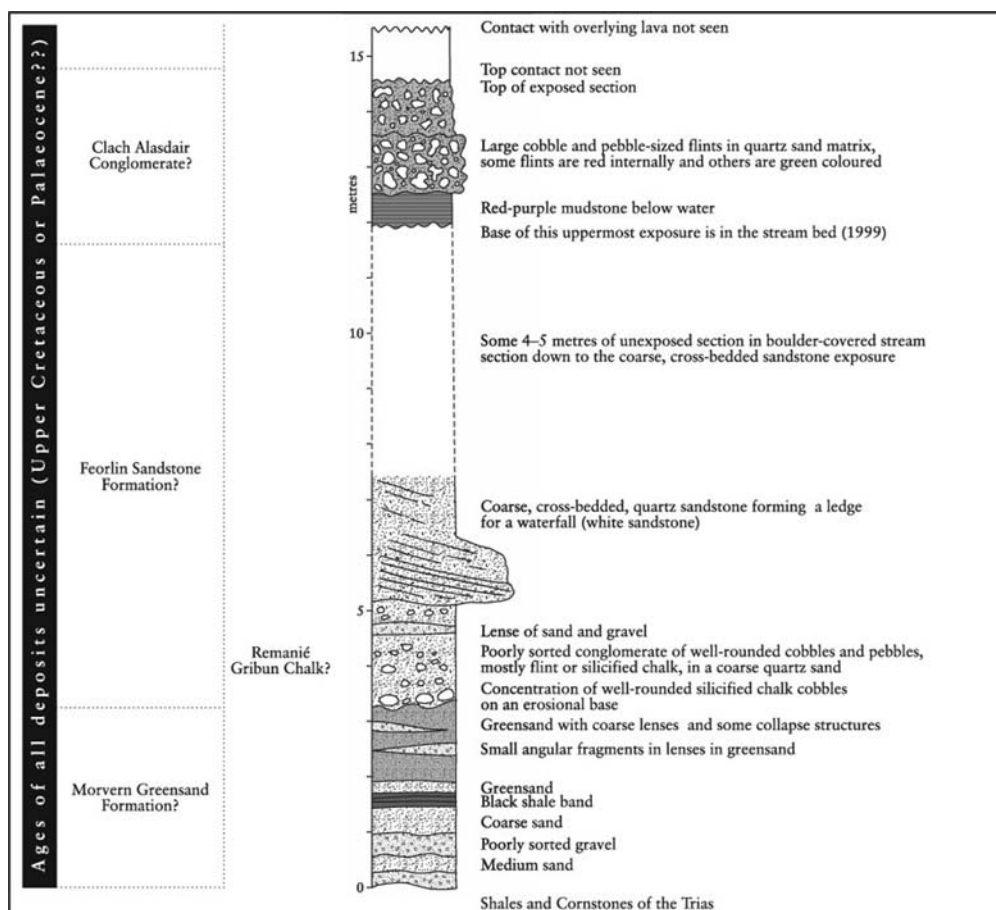 Ages of all deposits uncertain (Upper Cretaceous or Palaeocene??)
Clach Alasdair
Conglomerate?
Feorlin Sandstone
Formation?
Remanié
Gribun Chalk?
Morvern Greensand
Formation?
metres
15
10
5
0
Contact with overlying lava not seen
Top contact not seen
Top of exposed section
Large cobble and pebble-sized flints in quartz sand matrix,
some flints are red internally and others are green coloured
Red-purple mudstone below water
Base of this uppermost exposure is in the stream bed (1999)
Some 4–5 metres of unexposed section in boulder-covered stream
section down to the coarse, cross-bedded sandstone exposure
Coarse, cross-bedded, quartz sandstone forming a ledge
for a waterfall (white sandstone)
Lense of sand and gravel
Poorly sorted conglomerate of well-rounded cobbles and pebbles,
mostly flint or silicified chalk, in a coarse quartz sand
Concentration of well-rounded silicified chalk cobbles
on an erosional base
Greensand with coarse lenses and some collapse structures
Small angular fragments in lenses in greensand
Greensand
Black shale band
Coarse sand
Poorly sorted gravel
Medium sand
Shales and Cornstones of the Trias